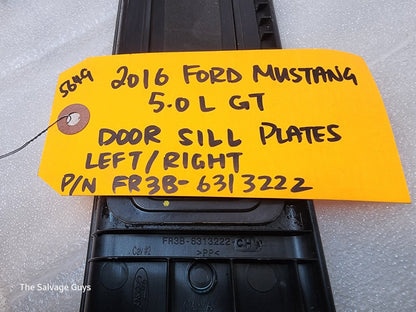 5649
2016 FORD MUSTANG
5.0L GT
DOOR SILL PLATES
LEFT/RIGHT
P/N FR3B-6313222
FR3B-6313222-
>PP<
The Salvage Guys